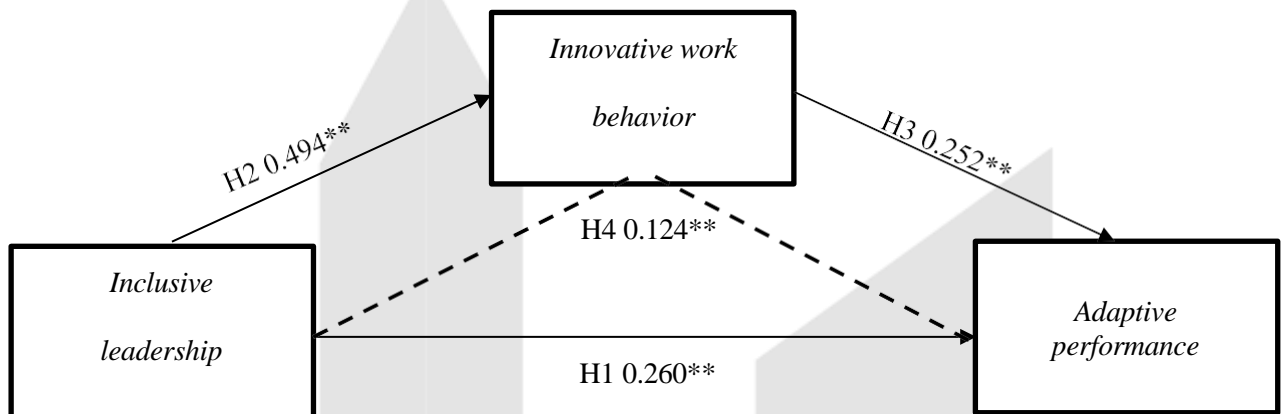 Innovative work
behavior
H2 0.494**
H3 0.252**
H4 0.124**
Inclusive
leadership
Adaptive
performance
H1 0.260**